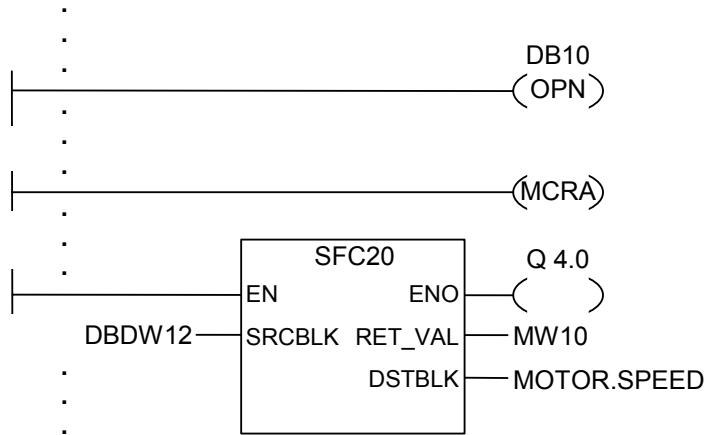 DB10
OPN
MCRA
SFC20
Q 4.0
EN ENO
DBDW12 SRCBLK RET_VAL MW10
DSTBLK MOTOR.SPEED